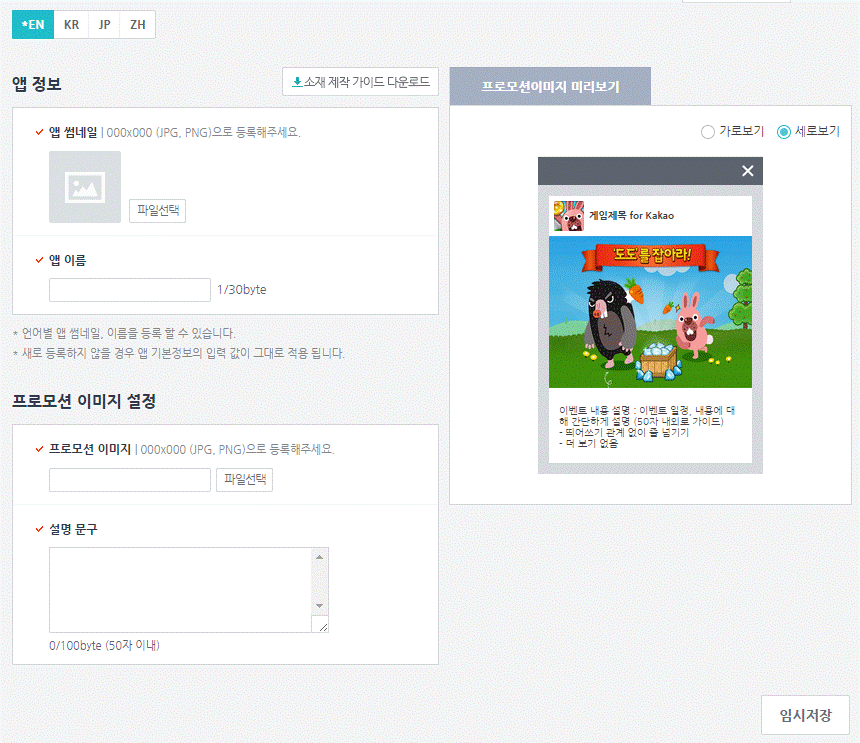 *EN KR JP ZH
앱 정보
소재 제작 가이드 다운로드
앱 썸네일 | 000x000 (JPG, PNG)으로 등록해주세요.
파일선택
앱 이름
1/30byte
* 언어별 앱 썸네일, 이름을 등록 할 수 있습니다.
* 새로 등록하지 않을 경우 앱 기본정보의 입력 값이 그대로 적용 됩니다.
프로모션 이미지 설정
프로모션 이미지 | 000x000 (JPG, PNG)으로 등록해주세요.
파일선택
설명 문구
0/100byte (50자 이내)
프로모션이미지 미리보기
가로보기 세로보기
게임제목 for Kakao
'도도'를 잡아라!
이벤트 내용 설명 : 이벤트 일정, 내용에 대
해 간단하게 설명 (50자 내외로 가이드)
- 띄어쓰기 관계 없이 줄 넘기기
- 더 보기 없음
임시저장